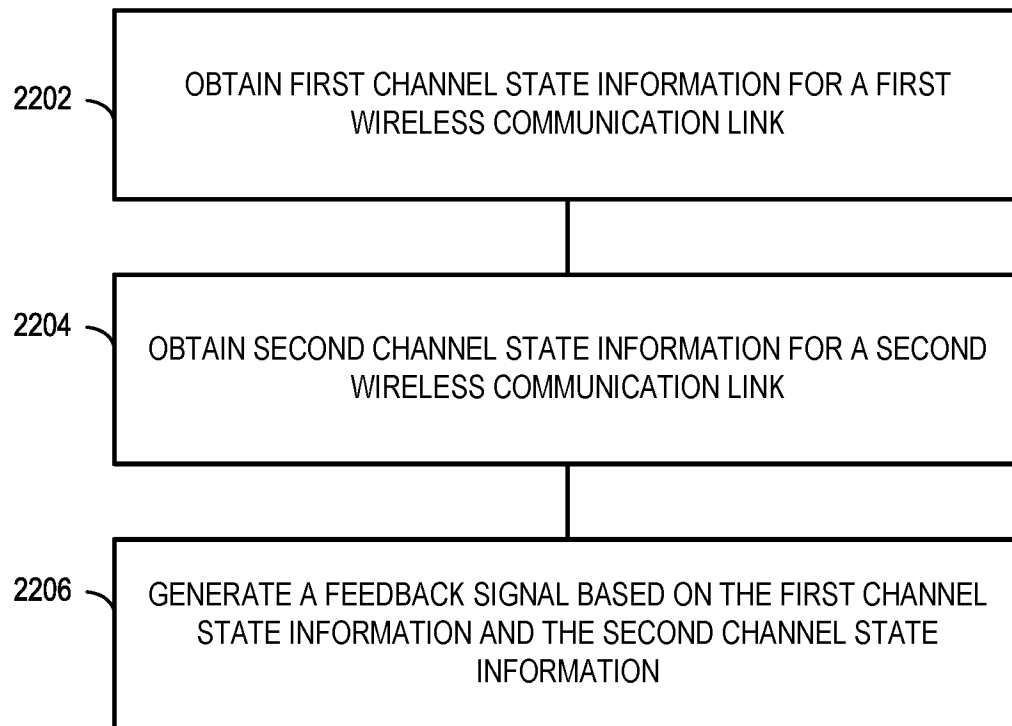 2202
OBTAIN FIRST CHANNEL STATE INFORMATION FOR A FIRST
WIRELESS COMMUNICATION LINK
2204
OBTAIN SECOND CHANNEL STATE INFORMATION FOR A SECOND
WIRELESS COMMUNICATION LINK
2206
GENERATE A FEEDBACK SIGNAL BASED ON THE FIRST CHANNEL
STATE INFORMATION AND THE SECOND CHANNEL STATE
INFORMATION